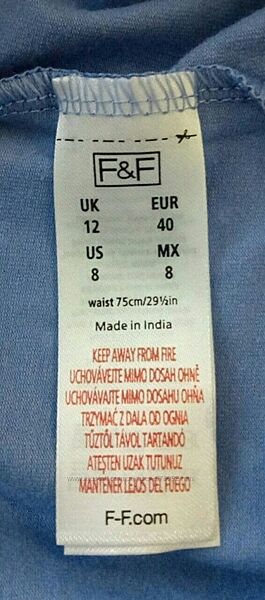 F&F
UK EUR
12 40
US MX
8 8
waist 75cm/29½in
Made in India
KEEP AWAY FROM FIRE
UCHOVÁVEJTE MIMO DOSAH OHNĚ
UCHOVÁVAJTE MIMO DOSAHU OHŇA
TRZYMAĆ Z DALA OD OGNIA
TŰZTŐL TÁVOL TARTANDÓ
ATEŞTEN UZAK TUTUNUZ
MANTENER LEJOS DEL FUEGO
F-F.com